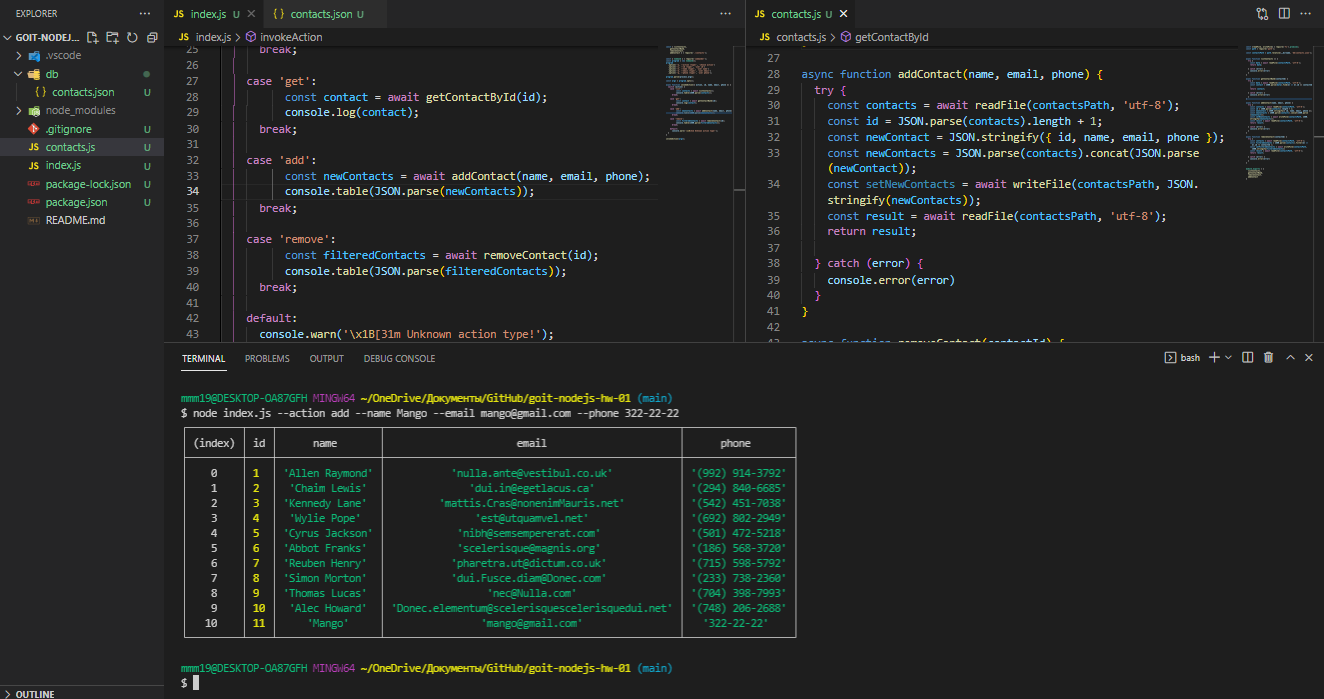 EXPLORER ···
GOIT-NODEJ...
.vscode
db
contacts.json U
node_modules
.gitignore U
contacts.js U
index.js U
package-lock.json U
package.json U
README.md
OUTLINE
index.js U
contacts.json U
index.js > invokeAction
25 break;
26
27 case 'get':
28 const contact = await getContactById(id);
29 console.log(contact);
30 break;
31
32 case 'add':
33 const newContacts = await addContact(name, email, phone);
34 console.table(JSON.parse(newContacts));
35 break;
36
37 case 'remove':
38 const filteredContacts = await removeContact(id);
39 console.table(JSON.parse(filteredContacts));
40 break;
41
42 default:
43 console.warn('\x1B[31m Unknown action type!');
contacts.js U
contacts.js > getContactById
27
28 async function addContact(name, email, phone) {
29 try {
30 const contacts = await readFile(contactsPath, 'utf-8');
31 const id = JSON.parse(contacts).length + 1;
32 const newContact = JSON.stringify({ id, name, email, phone });
33 const newContacts = JSON.parse(contacts).concat(JSON.parse
(newContact));
34 const setNewContacts = await writeFile(contactsPath, JSON.
stringify(newContacts));
35 const result = await readFile(contactsPath, 'utf-8');
36 return result;
37
38 } catch (error) {
39 console.error(error)
40 }
41 }
42
43 async function removeContact(contactId) {
TERMINAL PROBLEMS OUTPUT DEBUG CONSOLE
bash
mmm19@DESKTOP-OA87GFH MINGW64 ~/OneDrive/Документы/GitHub/goit-nodejs-hw-01 (main)
$ node index.js --action add --name Mango --email mango@gmail.com --phone 322-22-22
(index) id name email phone
0 1 'Allen Raymond' 'nulla.ante@vestibul.co.uk' '(992) 914-3792'
1 2 'Chaim Lewis' 'dui.in@egetlacus.ca' '(294) 840-6685'
2 3 'Kennedy Lane' 'mattis.Cras@nonenimMauris.net' '(542) 451-7038'
3 4 'Wylie Pope' 'est@utquamvel.net' '(692) 802-2949'
4 5 'Cyrus Jackson' 'nibh@semsempererat.com' '(501) 472-5218'
5 6 'Abbot Franks' 'scelerisque@magnis.org' '(186) 568-3720'
6 7 'Reuben Henry' 'pharetra.ut@dictum.co.uk' '(715) 598-5792'
7 8 'Simon Morton' 'dui.Fusce.diam@Donec.com' '(233) 738-2360'
8 9 'Thomas Lucas' 'nec@Nulla.com' '(704) 398-7993'
9 10 'Alec Howard' 'Donec.elementum@scelerisquescelerisquedui.net' '(748) 206-2688'
10 11 'Mango' 'mango@gmail.com' '322-22-22'
mmm19@DESKTOP-OA87GFH MINGW64 ~/OneDrive/Документы/GitHub/goit-nodejs-hw-01 (main)
$